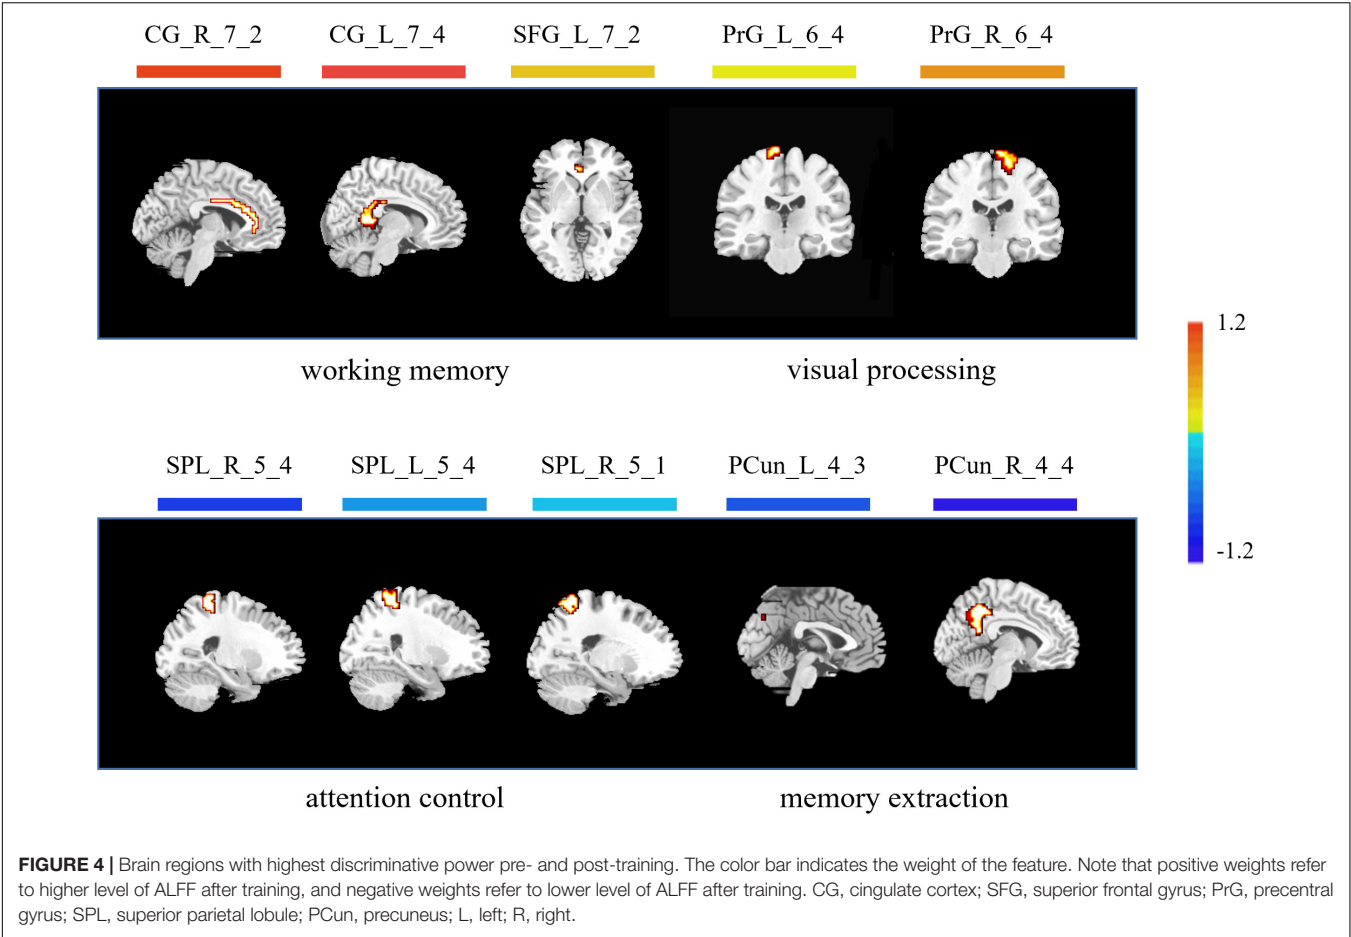 CG_R_7_2 CG_L_7_4 SFG_L_7_2 PrG_L_6_4 PrG_R_6_4
working memory visual processing
1.2
-1.2
SPL_R_5_4 SPL_L_5_4 SPL_R_5_1 PCun_L_4_3 PCun_R_4_4
attention control memory extraction
FIGURE 4 | Brain regions with highest discriminative power pre- and post-training. The color bar indicates the weight of the feature. Note that positive weights refer
to higher level of ALFF after training, and negative weights refer to lower level of ALFF after training. CG, cingulate cortex; SFG, superior frontal gyrus; PrG, precentral
gyrus; SPL, superior parietal lobule; PCun, precuneus; L, left; R, right.